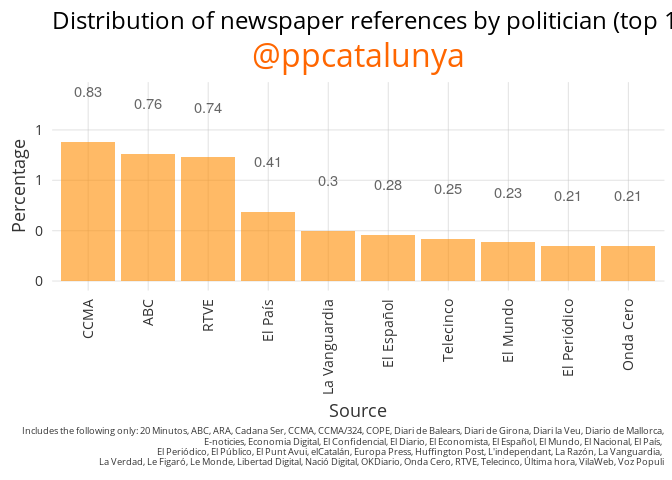 Distribution of newspaper references by politician (top 1
@ppcatalunya
0.83
0.76
0.74
0.41
0.3
0.28
0.25
0.23
0.21
0.21
Percentage
1
1
0
0
CCMA
ABC
RTVE
El País
La Vanguardia
El Español
Telecinco
El Mundo
El Periódico
Onda Cero
Source
Includes the following only: 20 Minutos, ABC, ARA, Cadana Ser, CCMA, CCMA/324, COPE, Diari de Balears, Diari de Girona, Diari la Veu, Diario de Mallorca,
E-noticies, Economia Digital, El Confidencial, El Diario, El Economista, El Español, El Mundo, El Nacional, El País,
El Periódico, El Público, El Punt Avui, elCatalán, Europa Press, Huffington Post, L'independant, La Razón, La Vanguardia,
La Verdad, Le Figaró, Le Monde, Libertad Digital, Nació Digital, OKDiario, Onda Cero, RTVE, Telecinco, Última hora, VilaWeb, Voz Populi